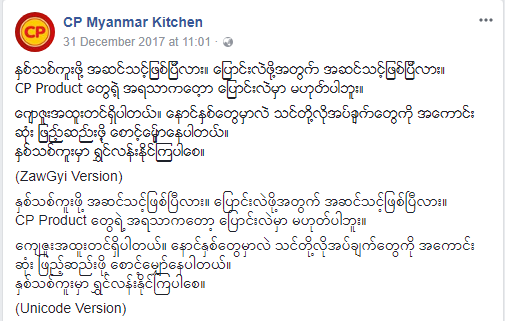 CP
CP Myanmar Kitchen
31 December 2017 at 11:01 ·
နှစ်သစ်ကူးဖို့ အဆင်သင့်ဖြစ်ပြီလား။ ပြောင်းလဲဖို့အတွက် အဆင်သင့်ဖြစ်ပြီလား။
CP Product တွေရဲ့ အရသာကတော့ ပြောင်းလဲမှာ မဟုတ်ပါဘူး။
ကျေးဇူးအထူးတင်ရှိပါတယ်။ နောင်နှစ်တွေမှာလဲ သင်တို့လိုအပ်ချက်တွေကို အကောင်း
ဆုံး ဖြည့်ဆည်းဖို့ စောင့်မျှော်နေပါတယ်။
နှစ်သစ်ကူးမှာ ရွှင်လန်းနိုင်ကြပါစေ။
(ZawGyi Version)
နှစ်သစ်ကူးဖို့ အဆင်သင့်ဖြစ်ပြီလား။ ပြောင်းလဲဖို့အတွက် အဆင်သင့်ဖြစ်ပြီလား။
CP Product တွေရဲ့ အရသာကတော့ ပြောင်းလဲမှာ မဟုတ်ပါဘူး။
ကျေးဇူးအထူးတင်ရှိပါတယ်။ နောင်နှစ်တွေမှာလဲ သင်တို့လိုအပ်ချက်တွေကို အကောင်း
ဆုံး ဖြည့်ဆည်းဖို့ စောင့်မျှော်နေပါတယ်။
နှစ်သစ်ကူးမှာ ရွှင်လန်းနိုင်ကြပါစေ။
(Unicode Version)